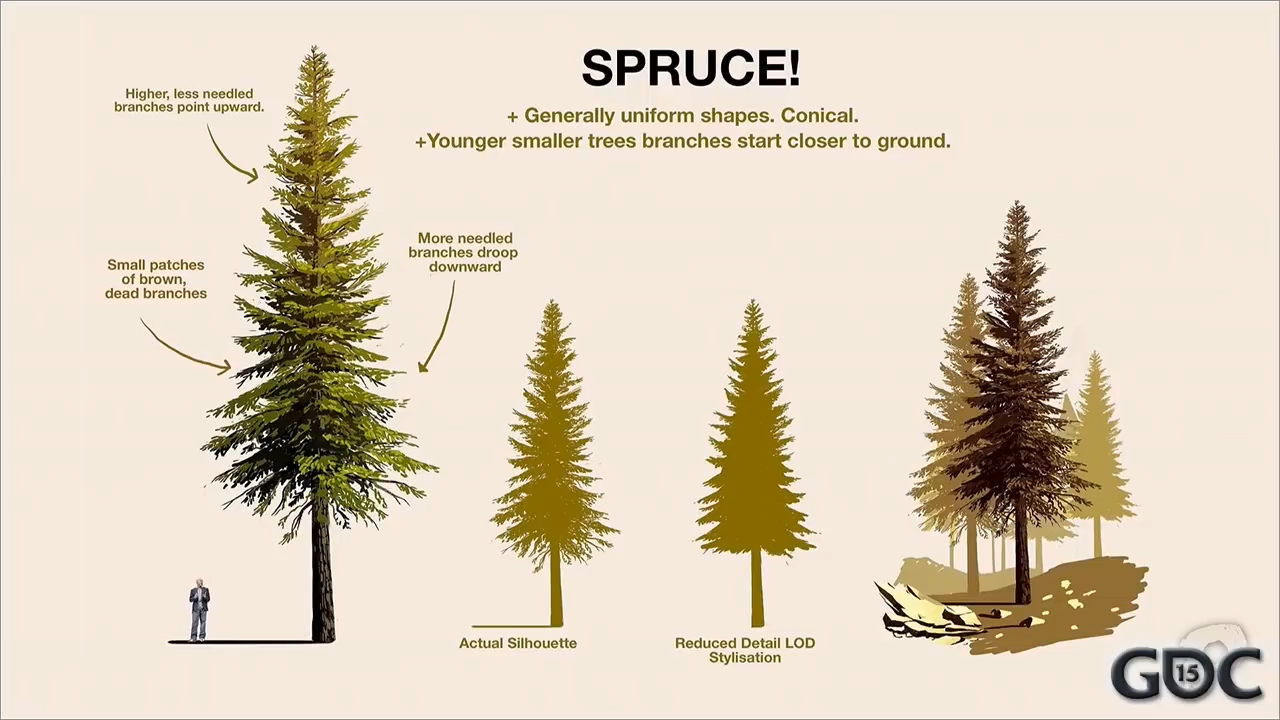 SPRUCE!
+ Generally uniform shapes. Conical.
+Younger smaller trees branches start closer to ground.
Higher, less needled
branches point upward.
More needled
branches droop
downward
Small patches
of brown,
dead branches
Actual Silhouette
Reduced Detail LOD
Stylisation
GDC
15